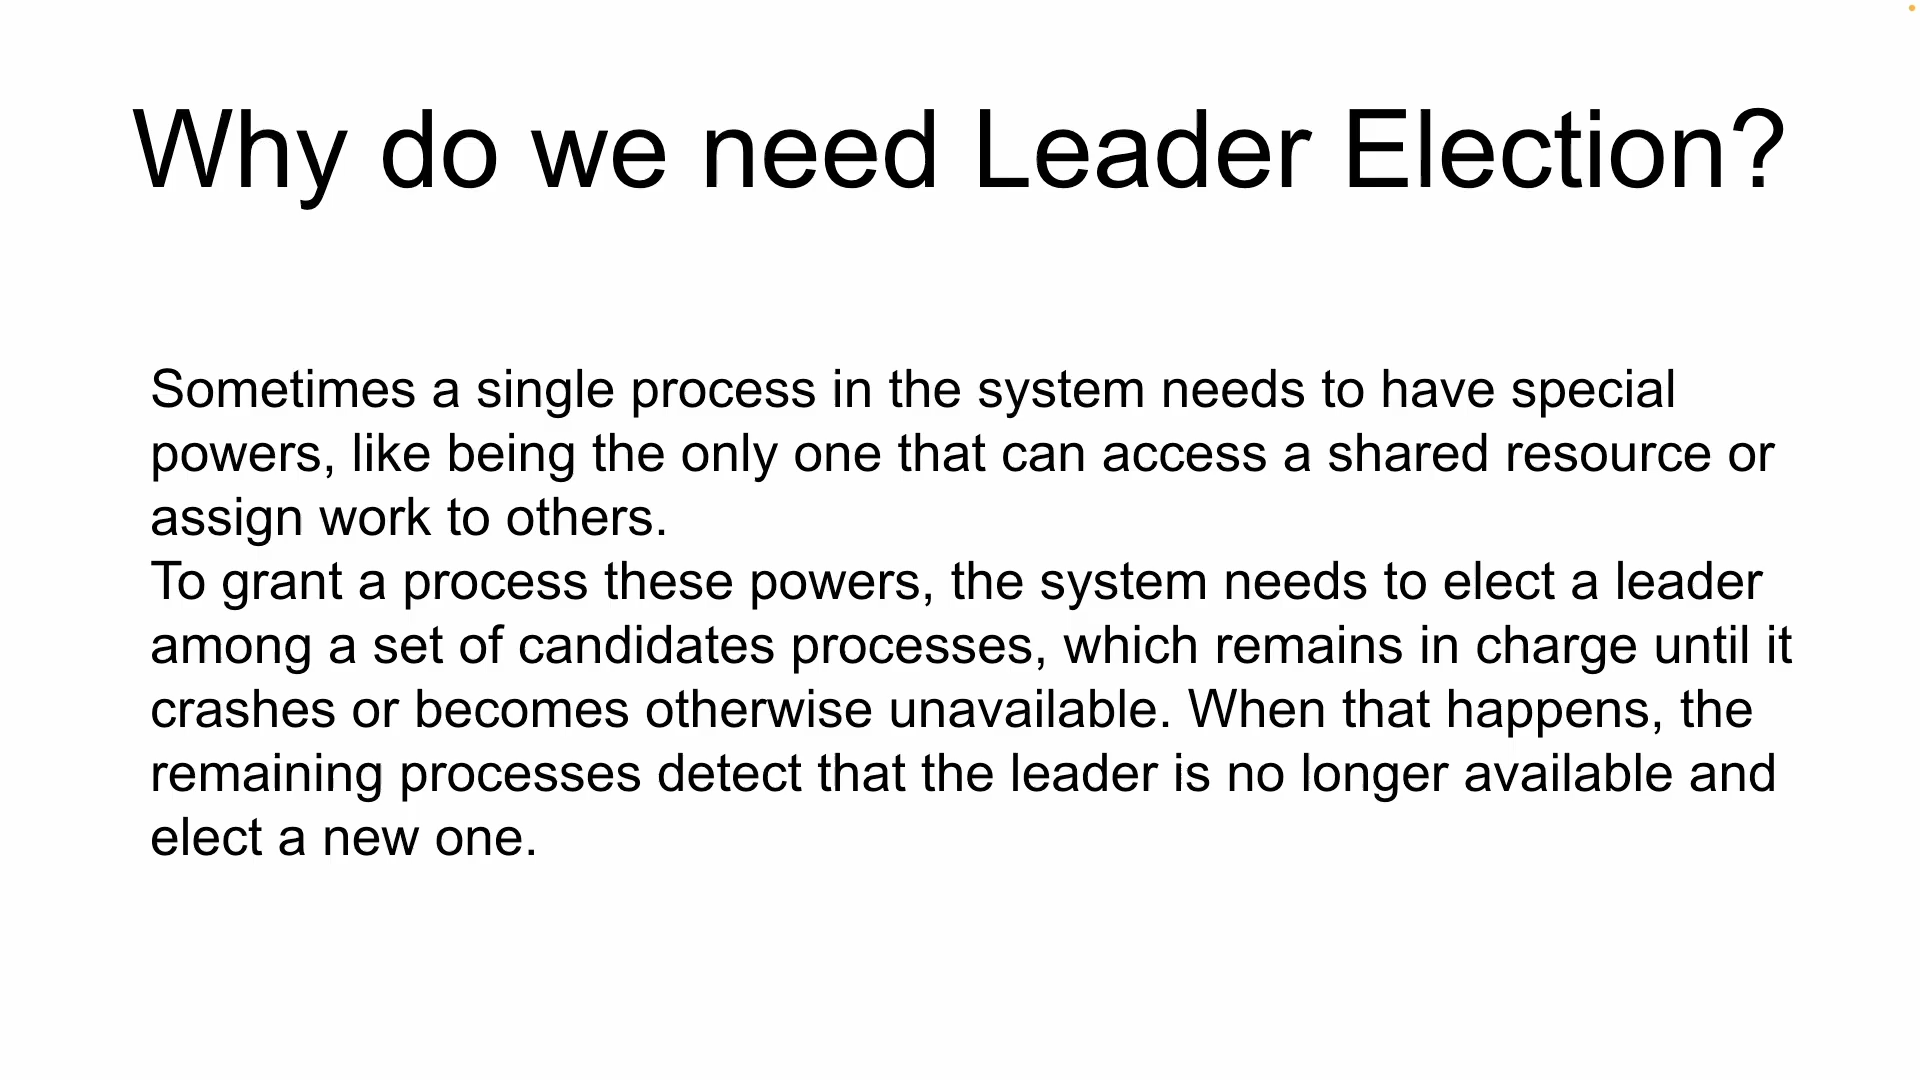 Why do we need Leader Election?
Sometimes a single process in the system needs to have special
powers, like being the only one that can access a shared resource or
assign work to others.
To grant a process these powers, the system needs to elect a leader
among a set of candidates processes, which remains in charge until it
crashes or becomes otherwise unavailable. When that happens, the
remaining processes detect that the leader is no longer available and
elect a new one.